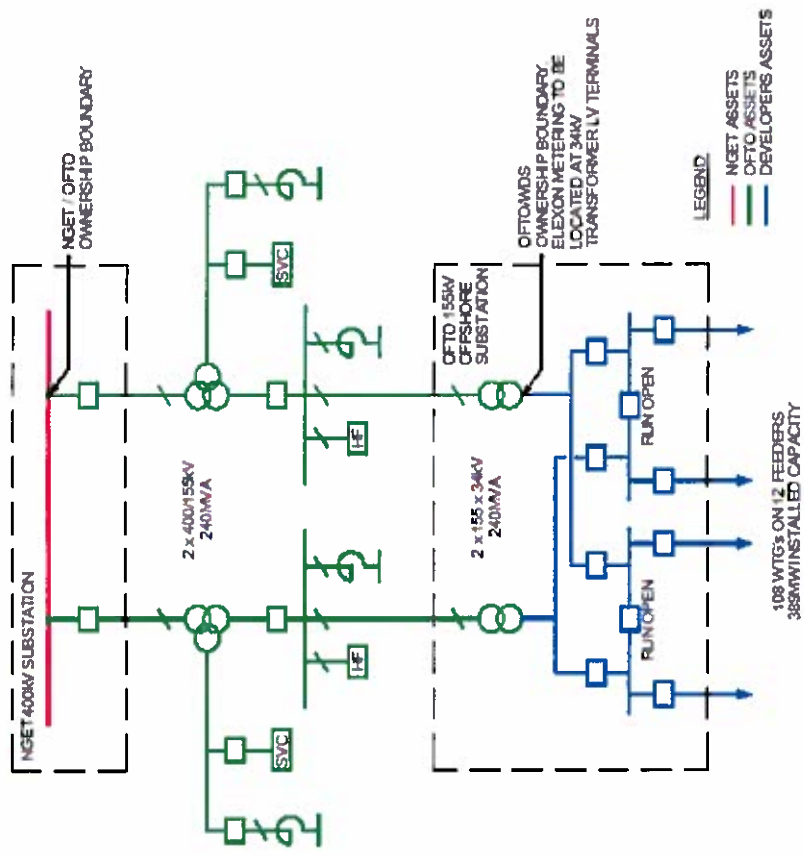 NGET 400kV SUBSTATION
NGET / OFTO
OWNERSHIP BOUNDARY
2 x 400/155kV
240MVA
SVC
SVC
HF
HF
OFTO 155kV
OFFSHORE
SUBSTATION
2 x 155 x 34kV
240MVA
OFTO/WDS
OWNERSHIP BOUNDARY.
ELEXON METERING TO BE
LOCATED AT 34kV
TRANSFORMER LV TERMINALS
RUN OPEN
RUN OPEN
108 WTG's ON 12 FEEDERS
389MW INSTALLED CAPACITY
LEGEND
NGET ASSETS
OFTO ASSETS
DEVELOPERS ASSETS